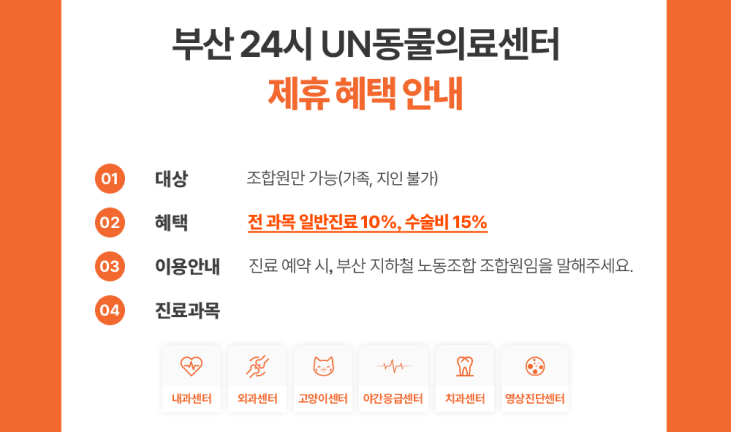 부산 24시 UN동물의료센터
제휴 혜택 안내
01 대상 조합원만 가능(가족, 지인 불가)
02 혜택 전 과목 일반진료 10%, 수술비 15%
03 이용안내 진료 예약 시, 부산 지하철 노동조합 조합원임을 말해주세요.
04 진료과목
내과센터 외과센터 고양이센터 야간응급센터 치과센터 영상진단센터